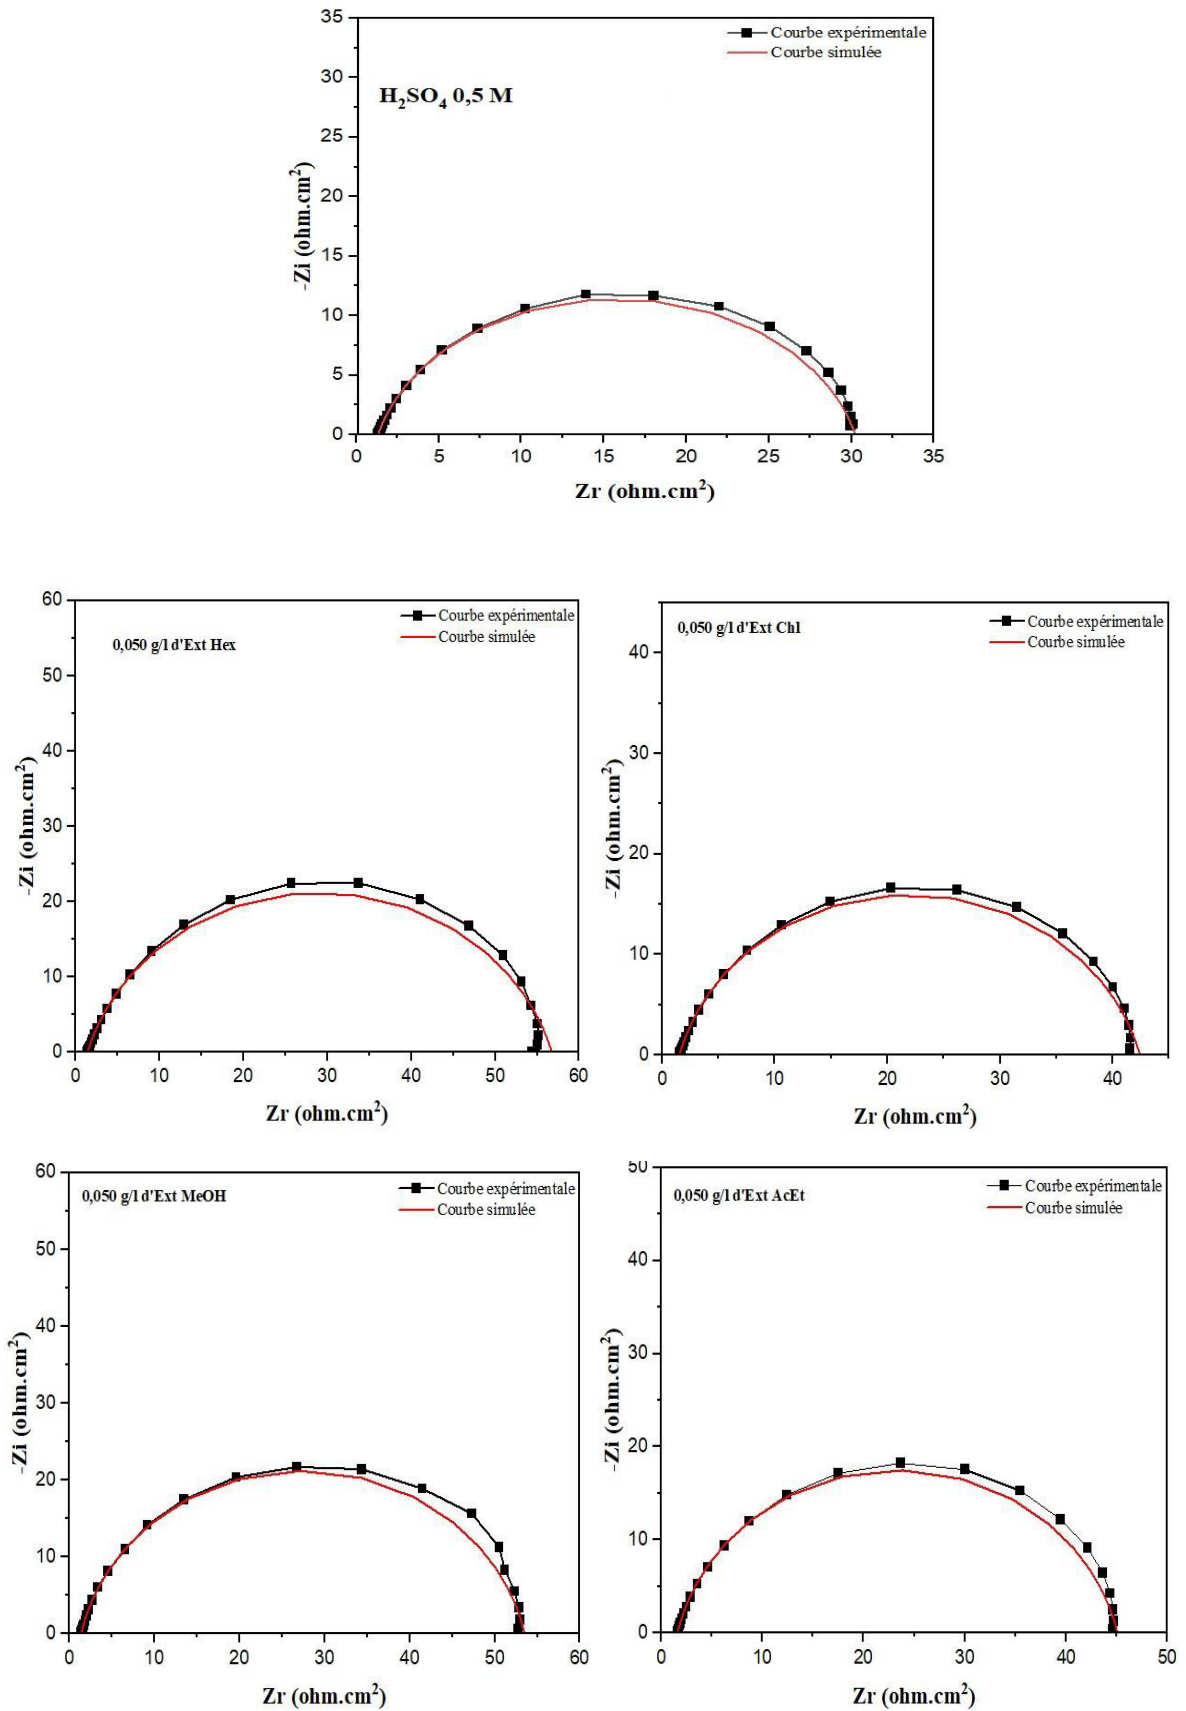 35
30
25
20
15
10
5
0
-Zi (ohm.cm²)
Courbe expérimentale
Courbe simulée
H₂SO₄ 0,5 M
0 5 10 15 20 25 30 35
Zr (ohm.cm²)
60
50
40
30
20
10
0
-Zi (ohm.cm²)
Courbe expérimentale
Courbe simulée
0,050 g/l d'Ext Hex
0 10 20 30 40 50 60
Zr (ohm.cm²)
40
30
20
10
0
-Zi (ohm.cm²)
0,050 g/l d'Ext Chl
Courbe expérimentale
Courbe simulée
0 10 20 30 40
Zr (ohm.cm²)
60
50
40
30
20
10
0
-Zi (ohm.cm²)
0,050 g/l d'Ext MeOH
Courbe expérimentale
Courbe simulée
0 10 20 30 40 50 60
Zr (ohm.cm²)
50
40
30
20
10
0
-Zi (ohm.cm²)
0,050 g/l d'Ext AcEt
Courbe expérimentale
Courbe simulée
0 10 20 30 40 50
Zr (ohm.cm²)